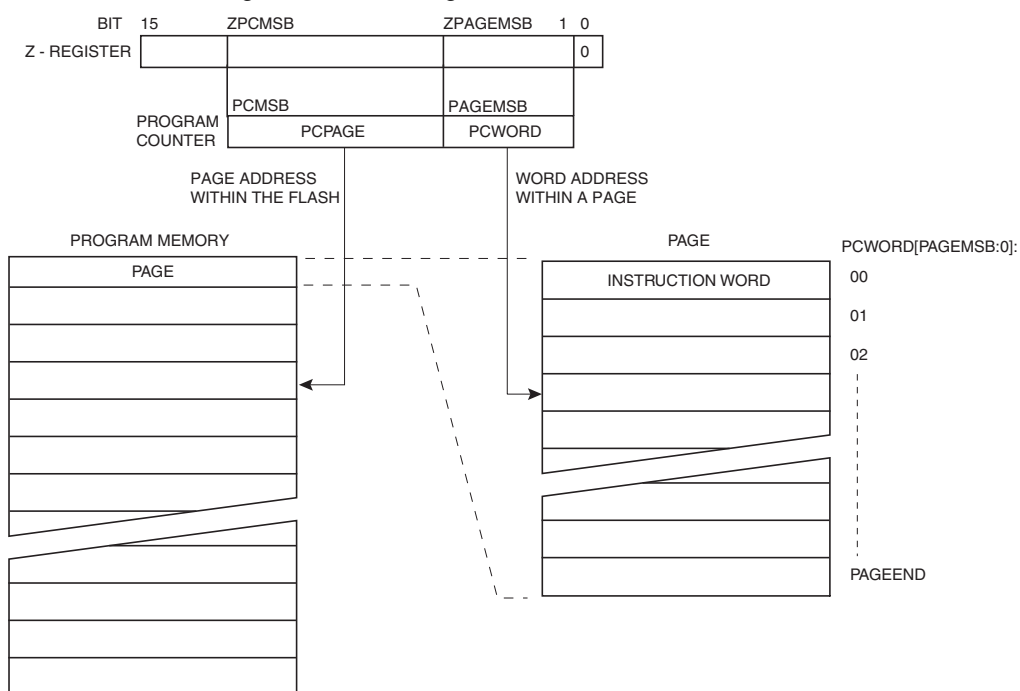 BIT 15 ZPCMSB ZPAGEMSB 1 0
Z - REGISTER 0
PCMSB PAGEMSB
PROGRAM
COUNTER
PCPAGE PCWORD
PAGE ADDRESS
WITHIN THE FLASH
WORD ADDRESS
WITHIN A PAGE
PROGRAM MEMORY
PAGE
PAGE
PCWORD[PAGEMSB:0]:
INSTRUCTION WORD
00
01
02
PAGEEND